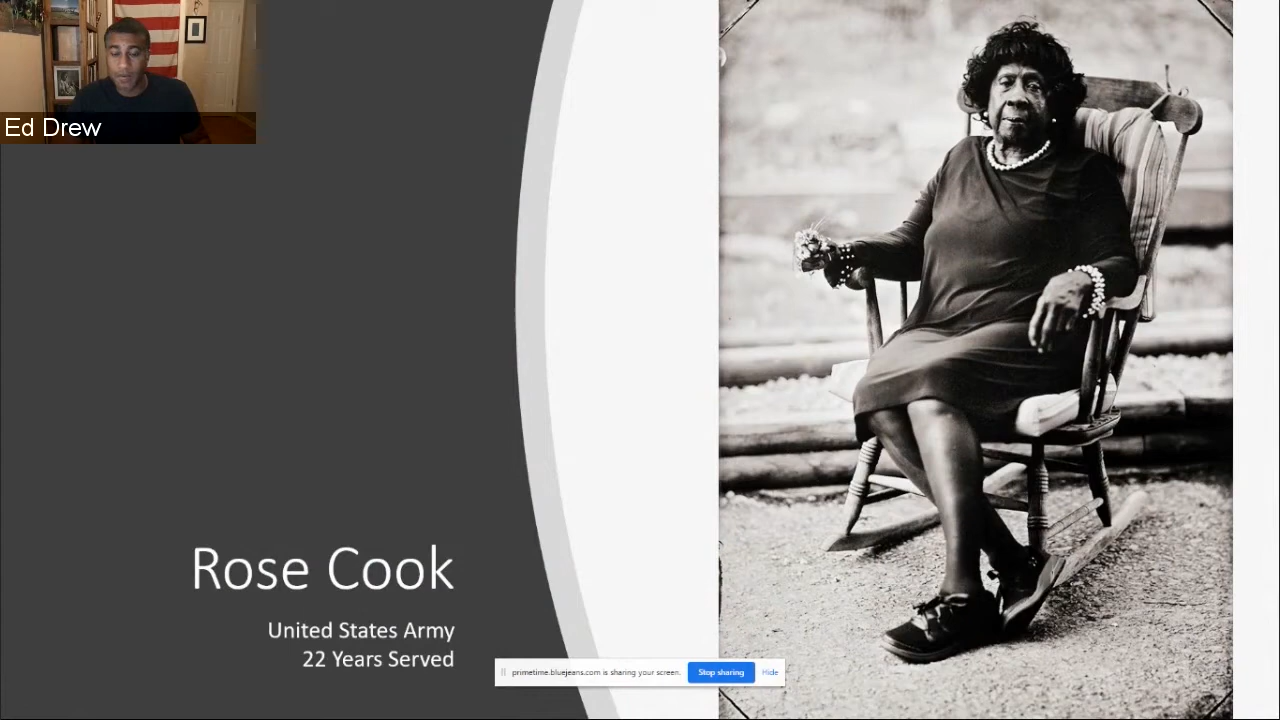 Ed Drew
Rose Cook
United States Army
22 Years Served
primetime.bluejeans.com is sharing your screen.
Stop sharing
Hide